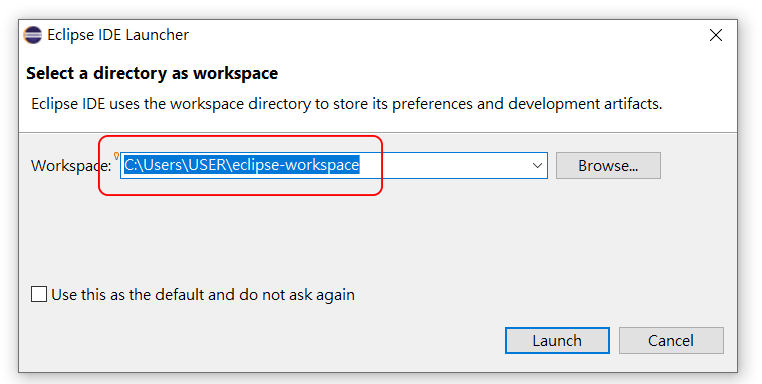 Eclipse IDE Launcher
Select a directory as workspace
Eclipse IDE uses the workspace directory to store its preferences and development artifacts.
Workspace: C:\Users\USER\eclipse-workspace Browse...
Use this as the default and do not ask again
Launch Cancel